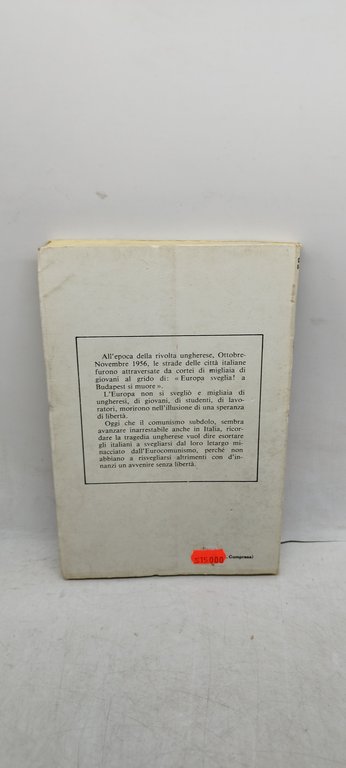 All'epoca della rivolta ungherese, Ottobre-
Novembre 1956, le strade delle città italiane
furono attraversate da cortei di migliaia di
giovani al grido di: « Europa sveglia! a
Budapest si muore ».
L'Europa non si svegliò e migliaia di
ungheresi, di giovani, di studenti, di lavo-
ratori, morirono nell'illusione di una speranza
di libertà.
Oggi che il comunismo subdolo, sembra
avanzare inarrestabile anche in Italia, ricor-
dare la tragedia ungherese vuol dire esortare
gli italiani a svegliarsi dal loro letargo mi-
nacciato dall'Eurocomunismo, perché non
abbiano a risvegliarsi altrimenti con d'in-
nanzi un avvenire senza libertà.
15000 . Compresa)